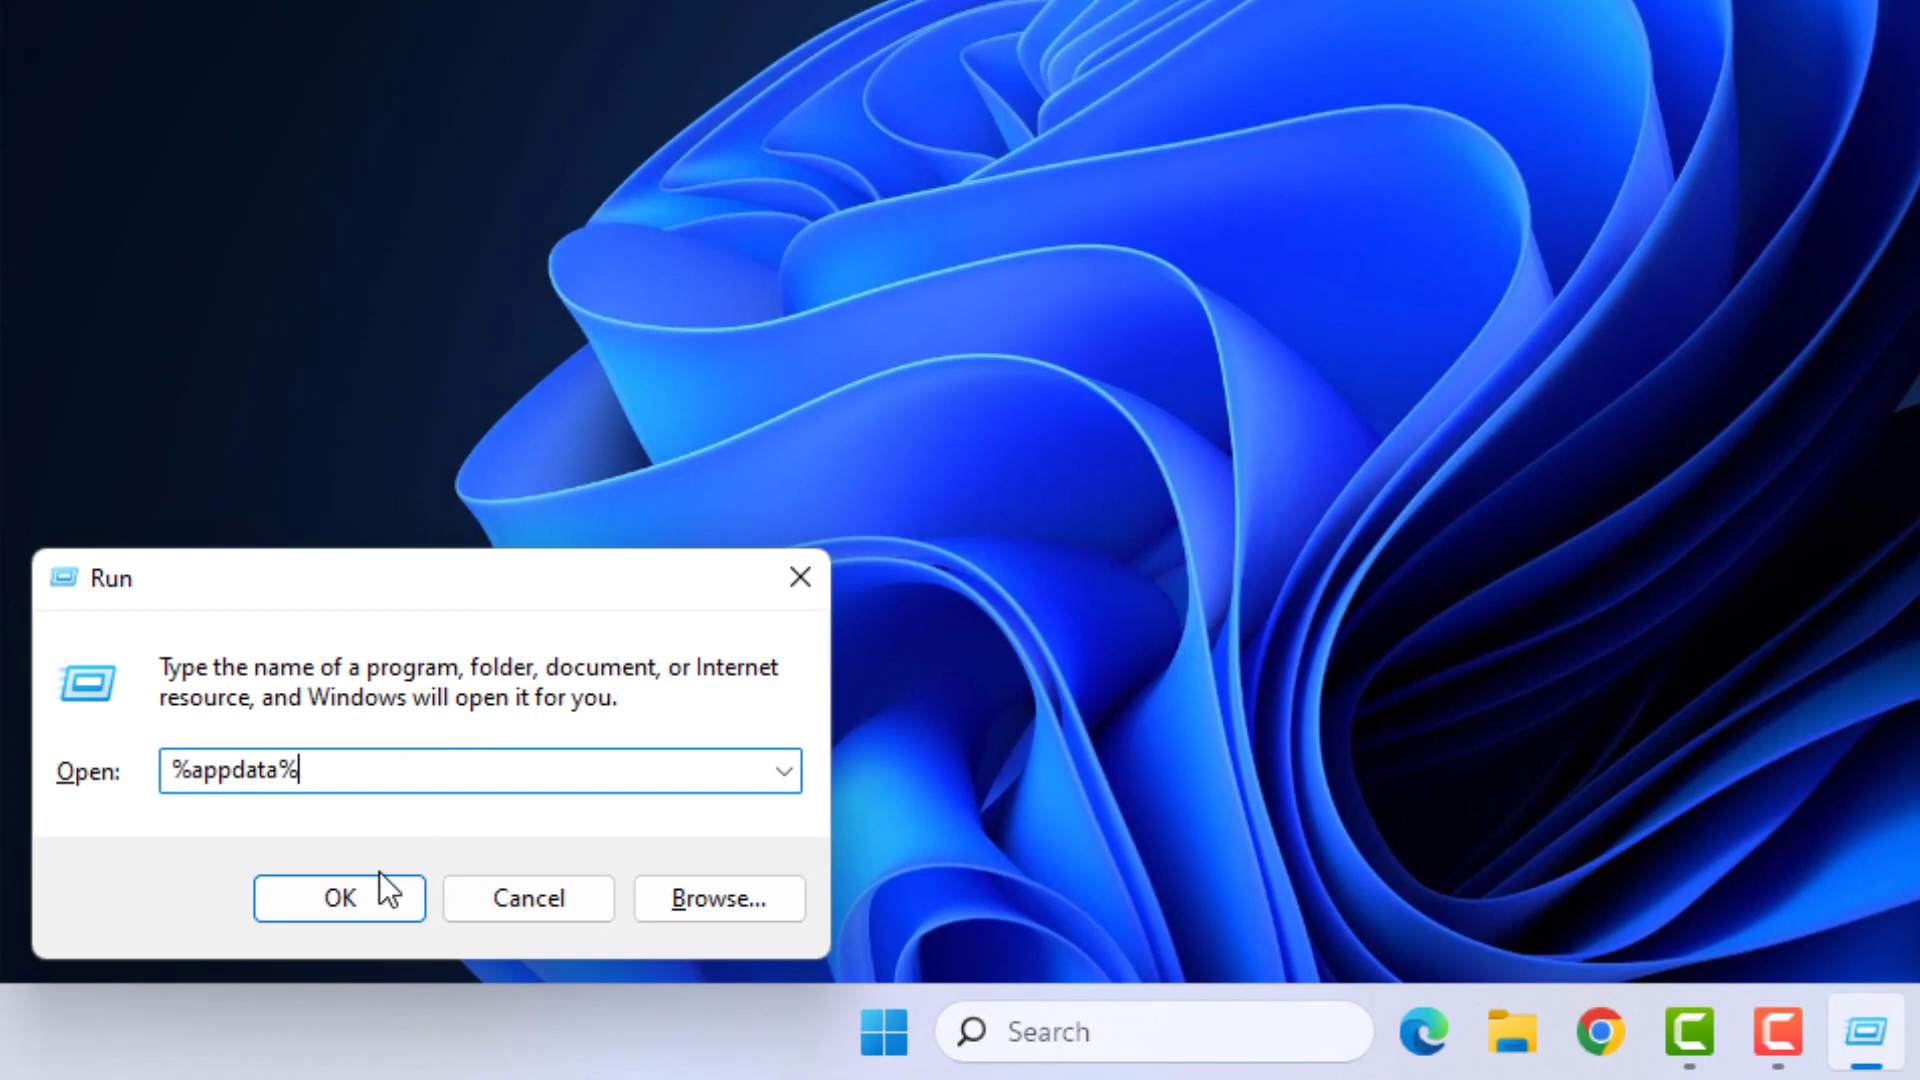 Run
Type the name of a program, folder, document, or Internet
resource, and Windows will open it for you.
Open: %appdata%
OK Cancel Browse...
Search